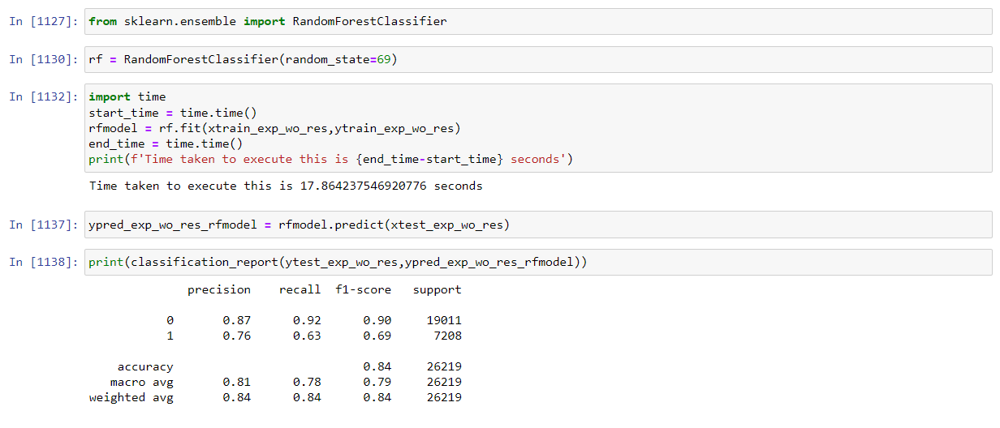 In [1127]: from sklearn.ensemble import RandomForestClassifier
In [1130]: rf = RandomForestClassifier(random_state=69)
In [1132]: import time
start_time = time.time()
rfmodel = rf.fit(xtrain_exp_wo_res,ytrain_exp_wo_res)
end_time = time.time()
print(f'Time taken to execute this is {end_time-start_time} seconds')
Time taken to execute this is 17.864237546920776 seconds
In [1137]: ypred_exp_wo_res_rfmodel = rfmodel.predict(xtest_exp_wo_res)
In [1138]: print(classification_report(ytest_exp_wo_res,ypred_exp_wo_res_rfmodel))
precision recall f1-score support
0 0.87 0.92 0.90 19011
1 0.76 0.63 0.69 7208
accuracy 0.84 26219
macro avg 0.81 0.78 0.79 26219
weighted avg 0.84 0.84 0.84 26219